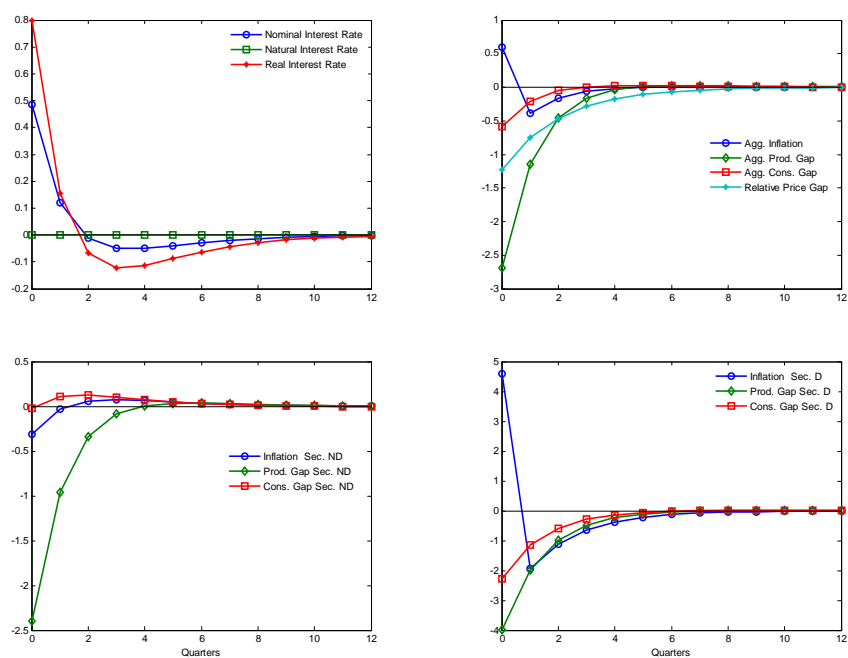 0.8
0.7
0.6
0.5
0.4
0.3
0.2
0.1
0
-0.1
-0.2
0 2 4 6 8 10 12
Nominal Interest Rate
Natural Interest Rate
Real Interest Rate
1
0.5
0
-0.5
-1
-1.5
-2
-2.5
-3
0 2 4 6 8 10 12
Agg. Inflation
Agg. Prod. Gap
Agg. Cons. Gap
Relative Price Gap
0.5
0
-0.5
-1
-1.5
-2
-2.5
0 2 4 6 8 10 12
Quarters
Inflation Sec. ND
Prod. Gap Sec. ND
Cons. Gap Sec. ND
5
4
3
2
1
0
-1
-2
-3
-4
0 2 4 6 8 10 12
Quarters
Inflation Sec. D
Prod. Gap Sec. D
Cons. Gap Sec. D